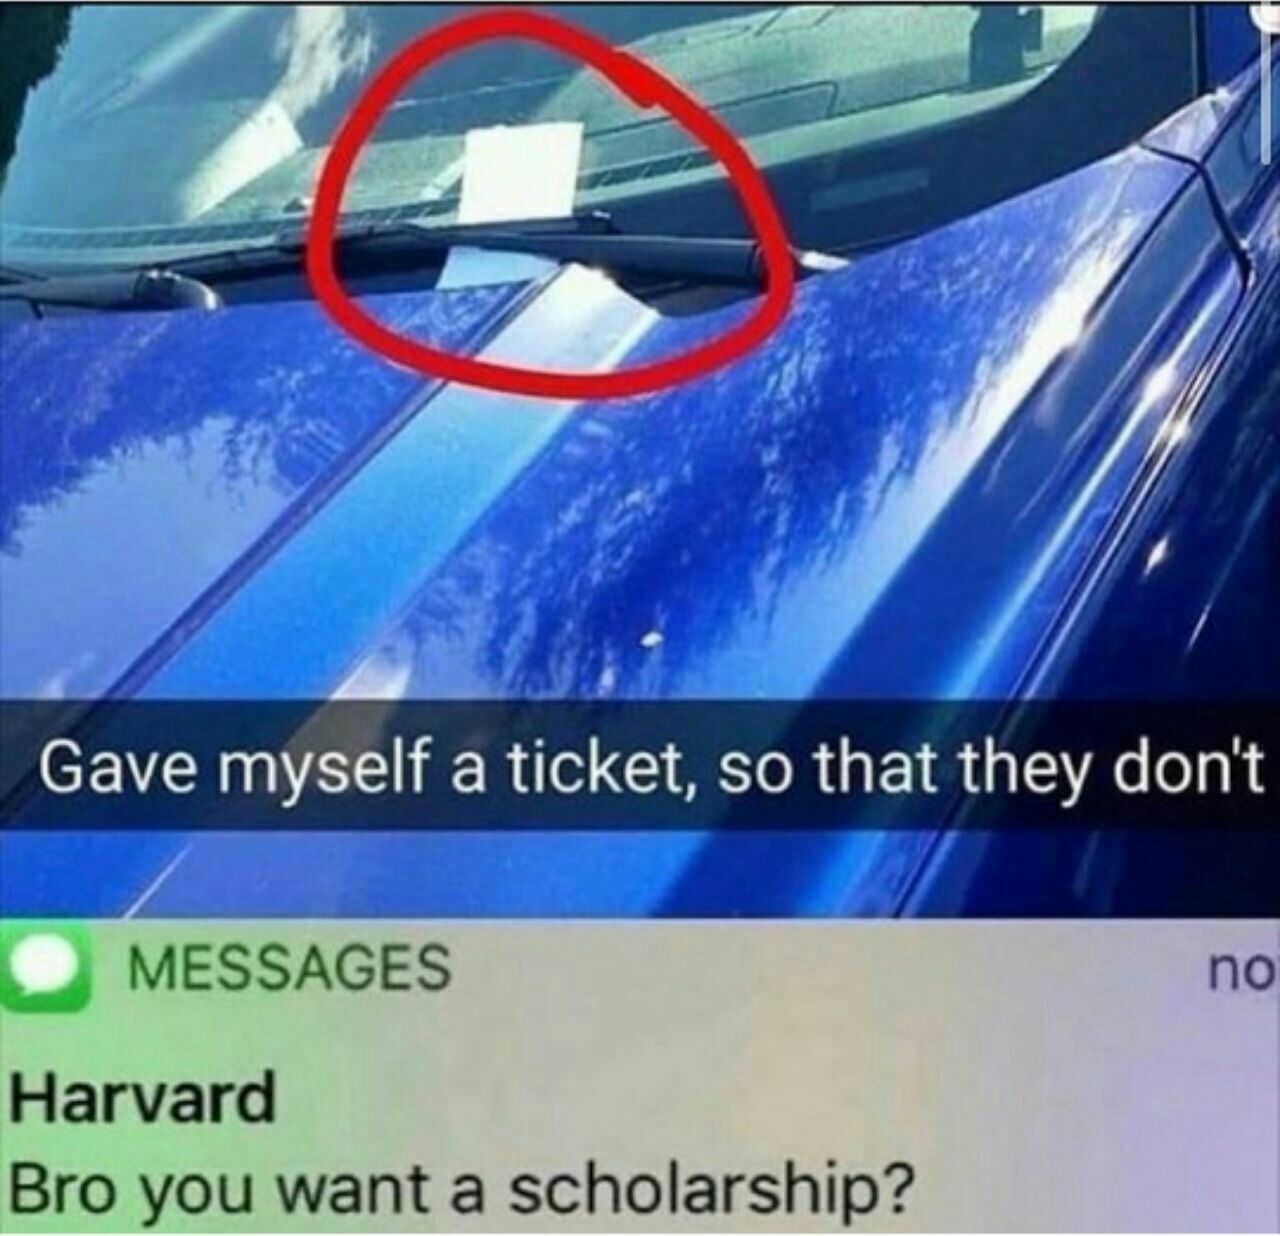 Gave myself a ticket, so that they don't
MESSAGES
no
Harvard
Bro you want a scholarship?